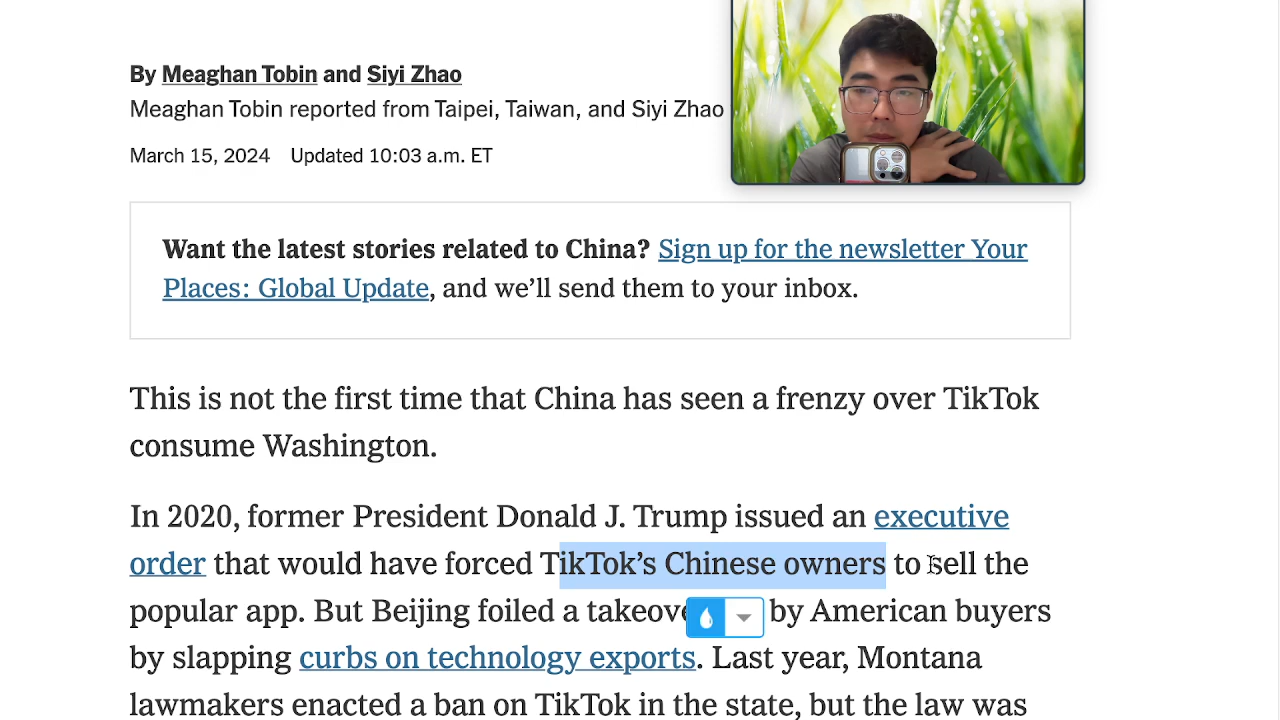 By Meaghan Tobin and Siyi Zhao
Meaghan Tobin reported from Taipei, Taiwan, and Siyi Zhao
March 15, 2024 Updated 10:03 a.m. ET
Want the latest stories related to China? Sign up for the newsletter Your
Places: Global Update, and we’ll send them to your inbox.
This is not the first time that China has seen a frenzy over TikTok
consume Washington.
In 2020, former President Donald J. Trump issued an executive
order that would have forced TikTok’s Chinese owners to sell the
popular app. But Beijing foiled a by American buyers
by slapping curbs on technology exports. Last year, Montana
lawmakers enacted a ban on TikTok in the state, but the law was